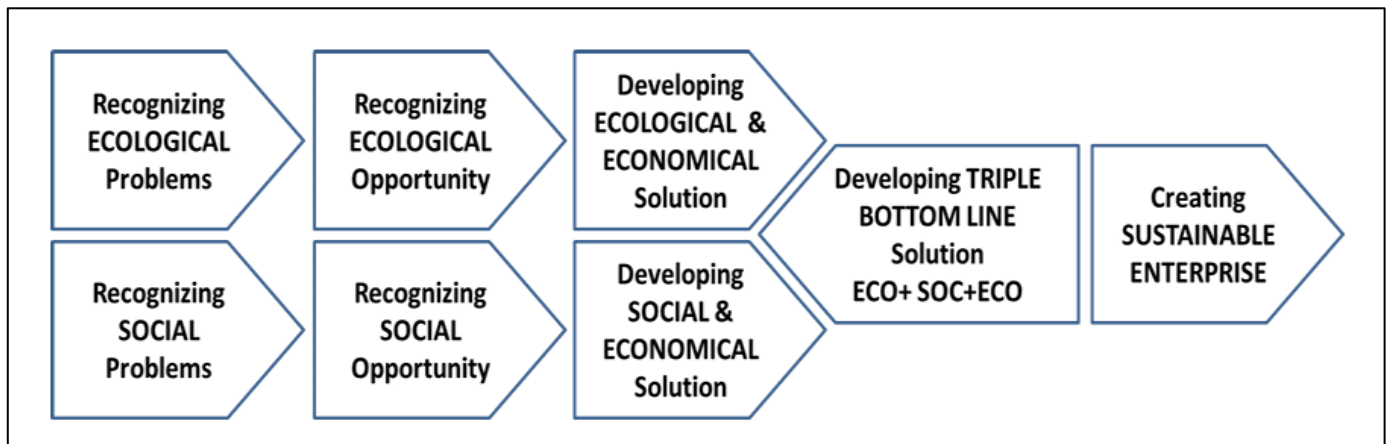 Recognizing
ECOLOGICAL
Problems
Recognizing
ECOLOGICAL
Opportunity
Developing
ECOLOGICAL &
ECONOMICAL
Solution
Recognizing
SOCIAL
Problems
Recognizing
SOCIAL
Opportunity
Developing
SOCIAL &
ECONOMICAL
Solution
Developing TRIPLE
BOTTOM LINE
Solution
ECO+ SOC+ECO
Creating
SUSTAINABLE
ENTERPRISE